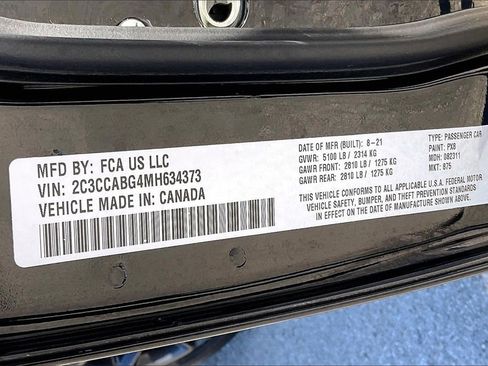 MFD BY: FCA US LLC
VIN: 2C3CCABG4MH634373
VEHICLE MADE IN: CANADA
DATE OF MFR (BUILT): 8-21
GVWR: 5100 LB / 2314 KG
GAWR FRONT: 2810 LB / 1275 KG
GAWR REAR: 2810 LB / 1275 KG
TYPE: PASSENGER CAR
PAINT: PX8
MDH: 082311
MKT: 875
THIS VEHICLE CONFORMS TO ALL APPLICABLE U.S.A. FEDERAL MOTOR
VEHICLE SAFETY, BUMPER, AND THEFT PREVENTION STANDARDS
IN EFFECT ON THE DATE OF MANUFACTURE SHOWN ABOVE.